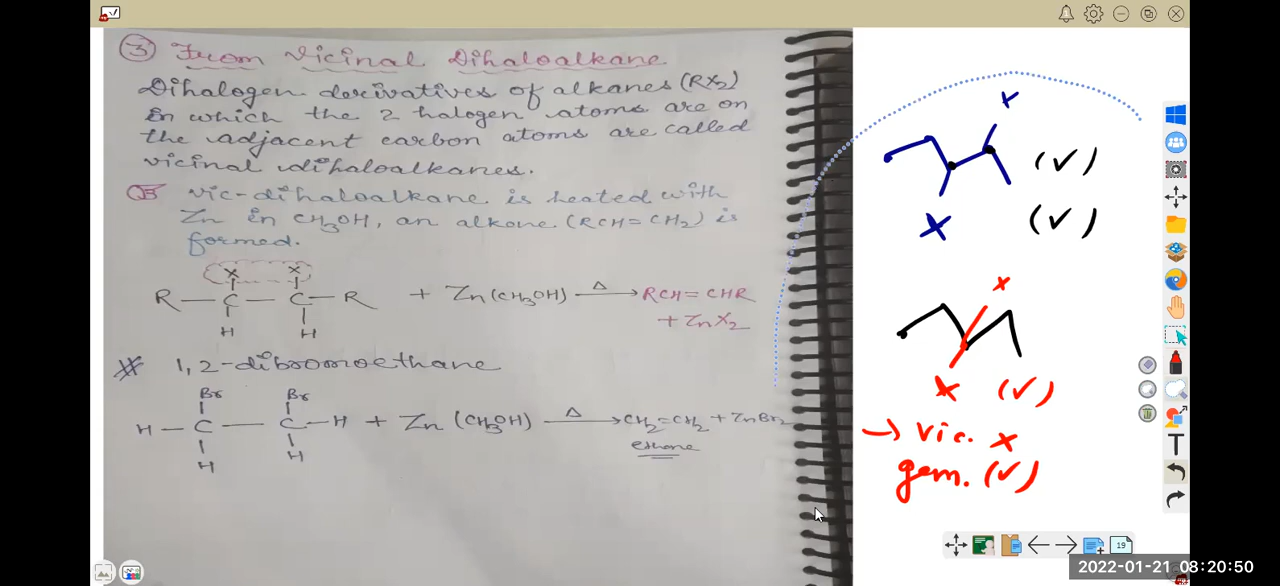 ③ From Vicinal Dihaloalkane
Dihalogen derivatives of alkanes (RX2)
in which the 2 halogen atoms are on
the adjacent carbon atoms are called
vicinal dihaloalkanes.
vic-dihaloalkane is heated with
Zn in CH3OH, an alkene (RCH=CH2) is
formed.
X X
R — C — C — R + Zn (CH3OH) △→ RCH = CHR
H H + ZnX2
* 1,2-dibromoethane
Br Br
H — C — C — H + Zn (CH3OH) △→ CH2=CH2 + ZnBr2
H H ethene
X
(✓)
X (✓)
X
X (✓)
→ vic. X
gem. (✓)
T
19
2022-01-21 08:20:50